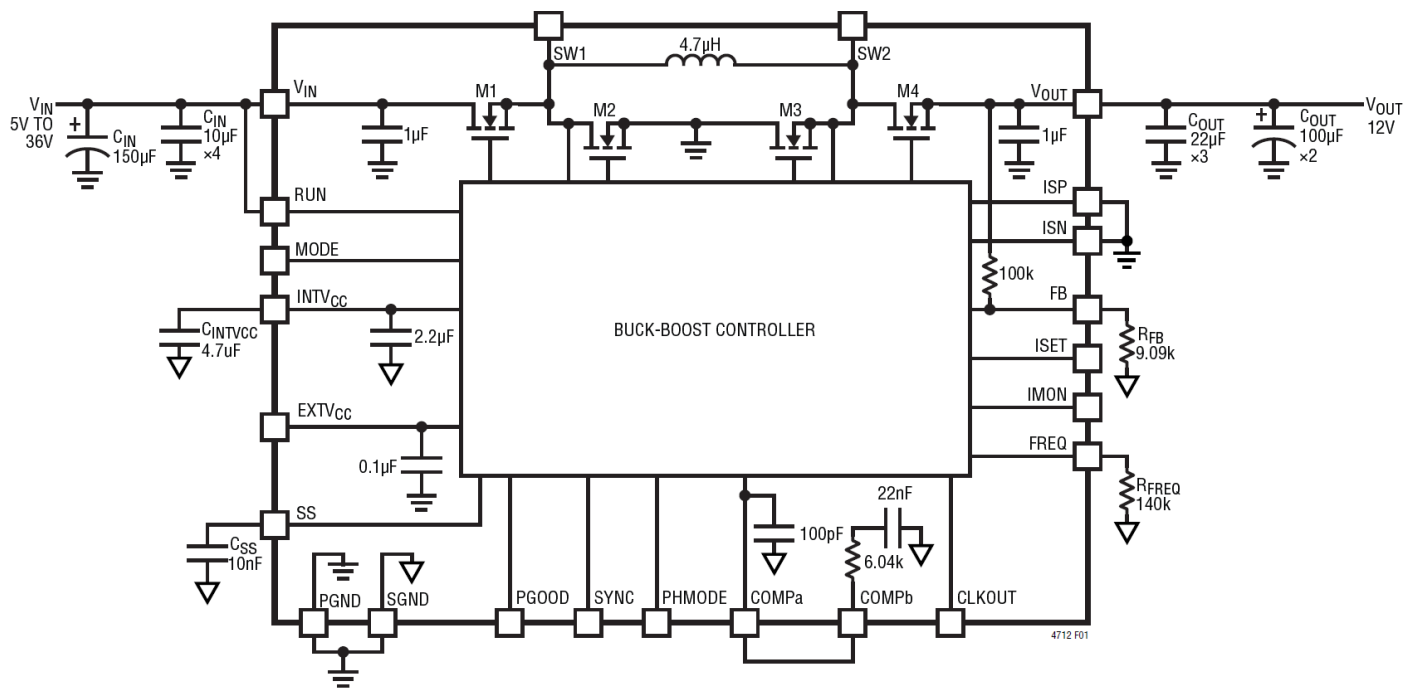 SW1
4.7µH
SW2
VIN
5V TO
36V
CIN
150µF
CIN
10µF
×4
VIN
1µF
M1
M2
M3
M4
VOUT
1µF
COUT
22µF
×3
COUT
100µF
×2
VOUT
12V
RUN
MODE
INTVCC
CINTVCC
4.7uF
2.2µF
EXTVCC
0.1µF
SS
CSS
10nF
BUCK-BOOST CONTROLLER
ISP
ISN
100k
FB
RFB
9.09k
ISET
IMON
FREQ
RFREQ
140k
22nF
100pF
6.04k
PGND
SGND
PGOOD
SYNC
PHMODE
COMPa
COMPb
CLKOUT
4712 F01
+
+